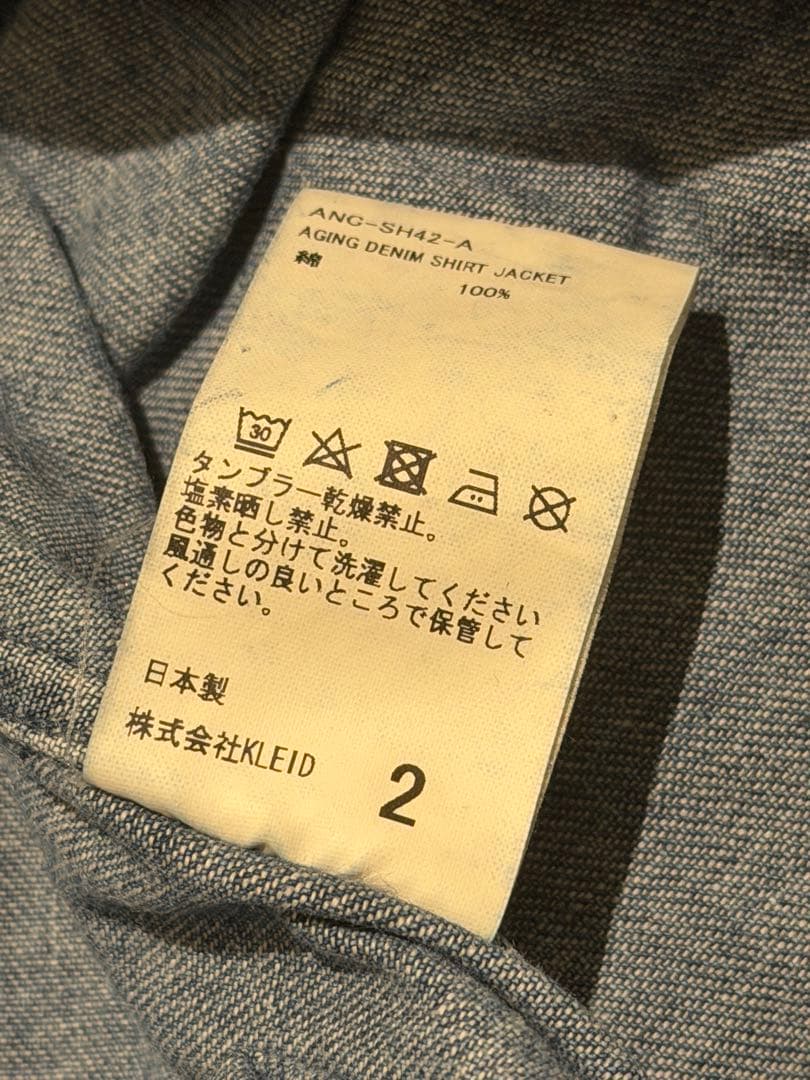 ANC-SH42-A
AGING DENIM SHIRT JACKET
綿
100%
30
タンブラー乾燥禁止。
塩素晒し禁止。
色物と分けて洗濯してください
風通しの良いところで保管して
ください。
日本製
株式会社KLEID
2